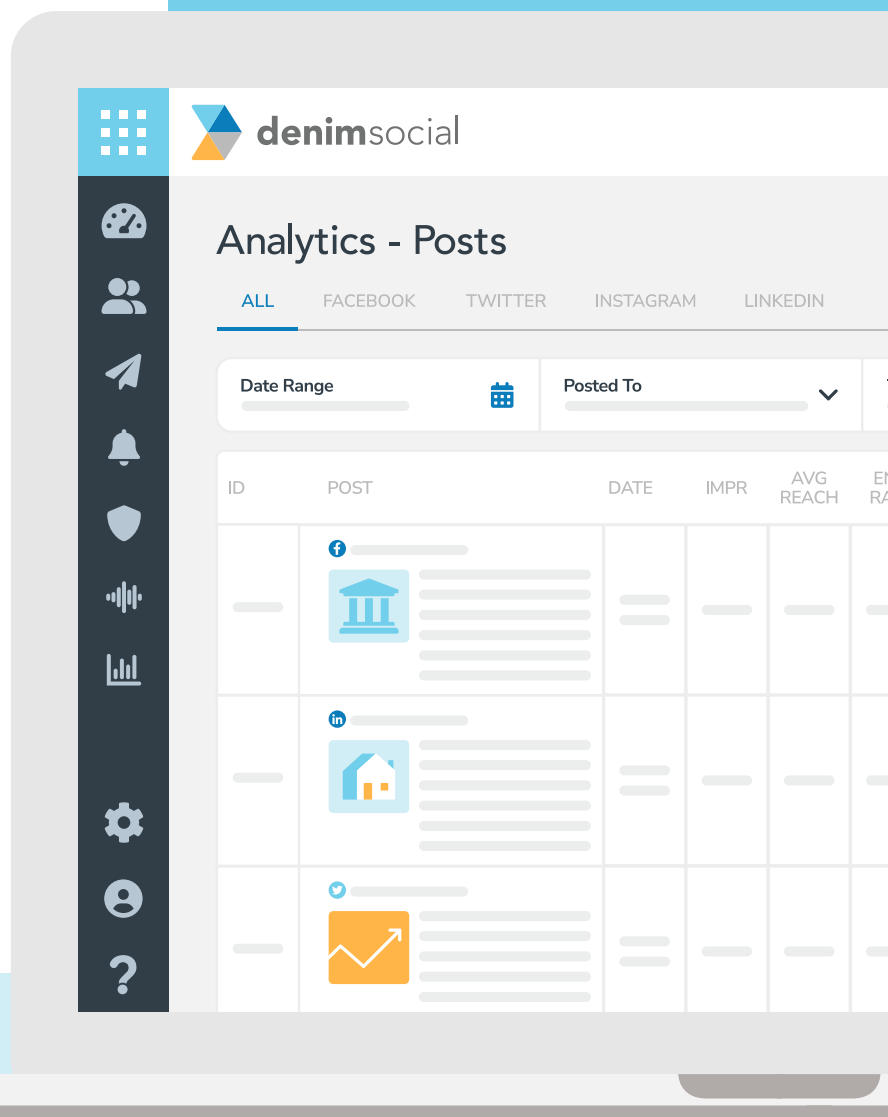 denimsocial
Analytics - Posts
ALL FACEBOOK TWITTER INSTAGRAM LINKEDIN
Date Range Posted To
ID POST DATE IMPR AVG REACH